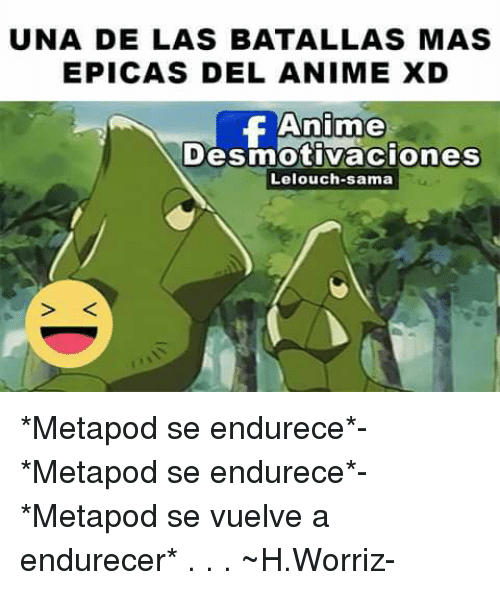 UNA DE LAS BATALLAS MAS
EPICAS DEL ANIME XD
f Anime
Desmotivaciones
Lelouch-sama
*Metapod se endurece*-
*Metapod se endurece*-
*Metapod se vuelve a
endurecer* . . . ~H.Worriz-